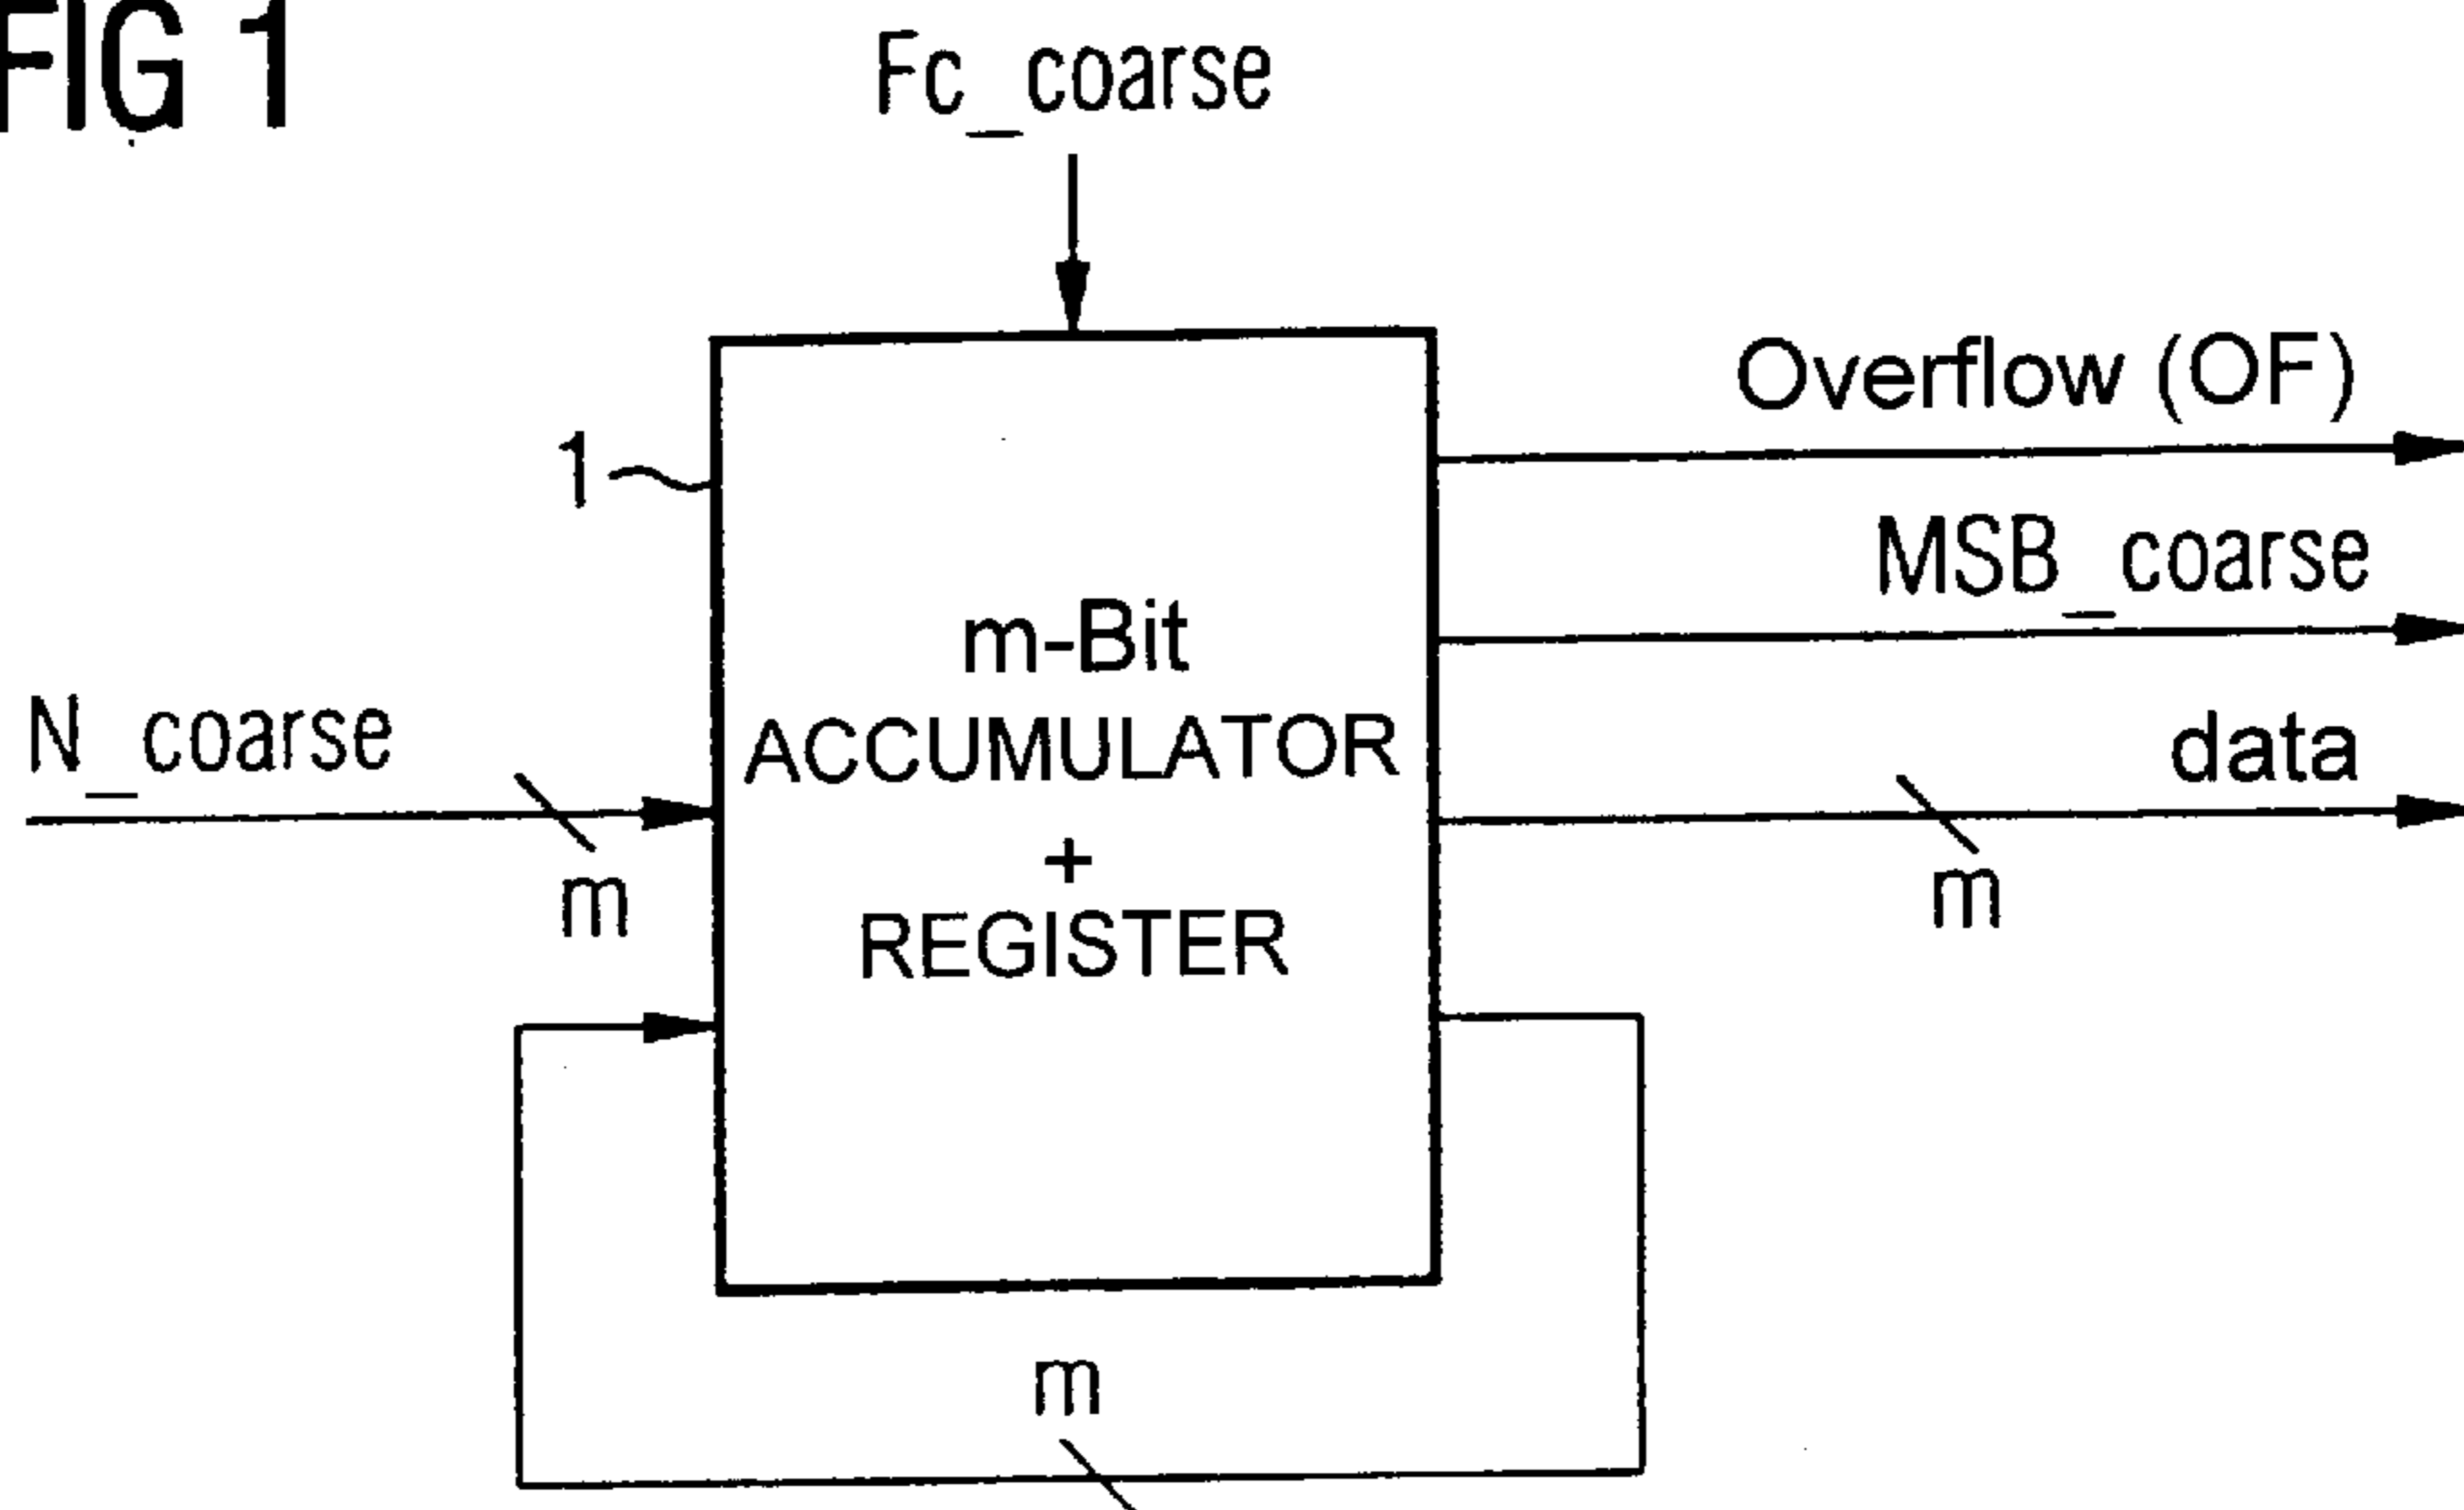 FIG 1
Fc_coarse
Overflow (OF)
1
MSB_coarse
m-Bit
N_coarse
ACCUMULATOR
data
+
m
m
REGISTER
m